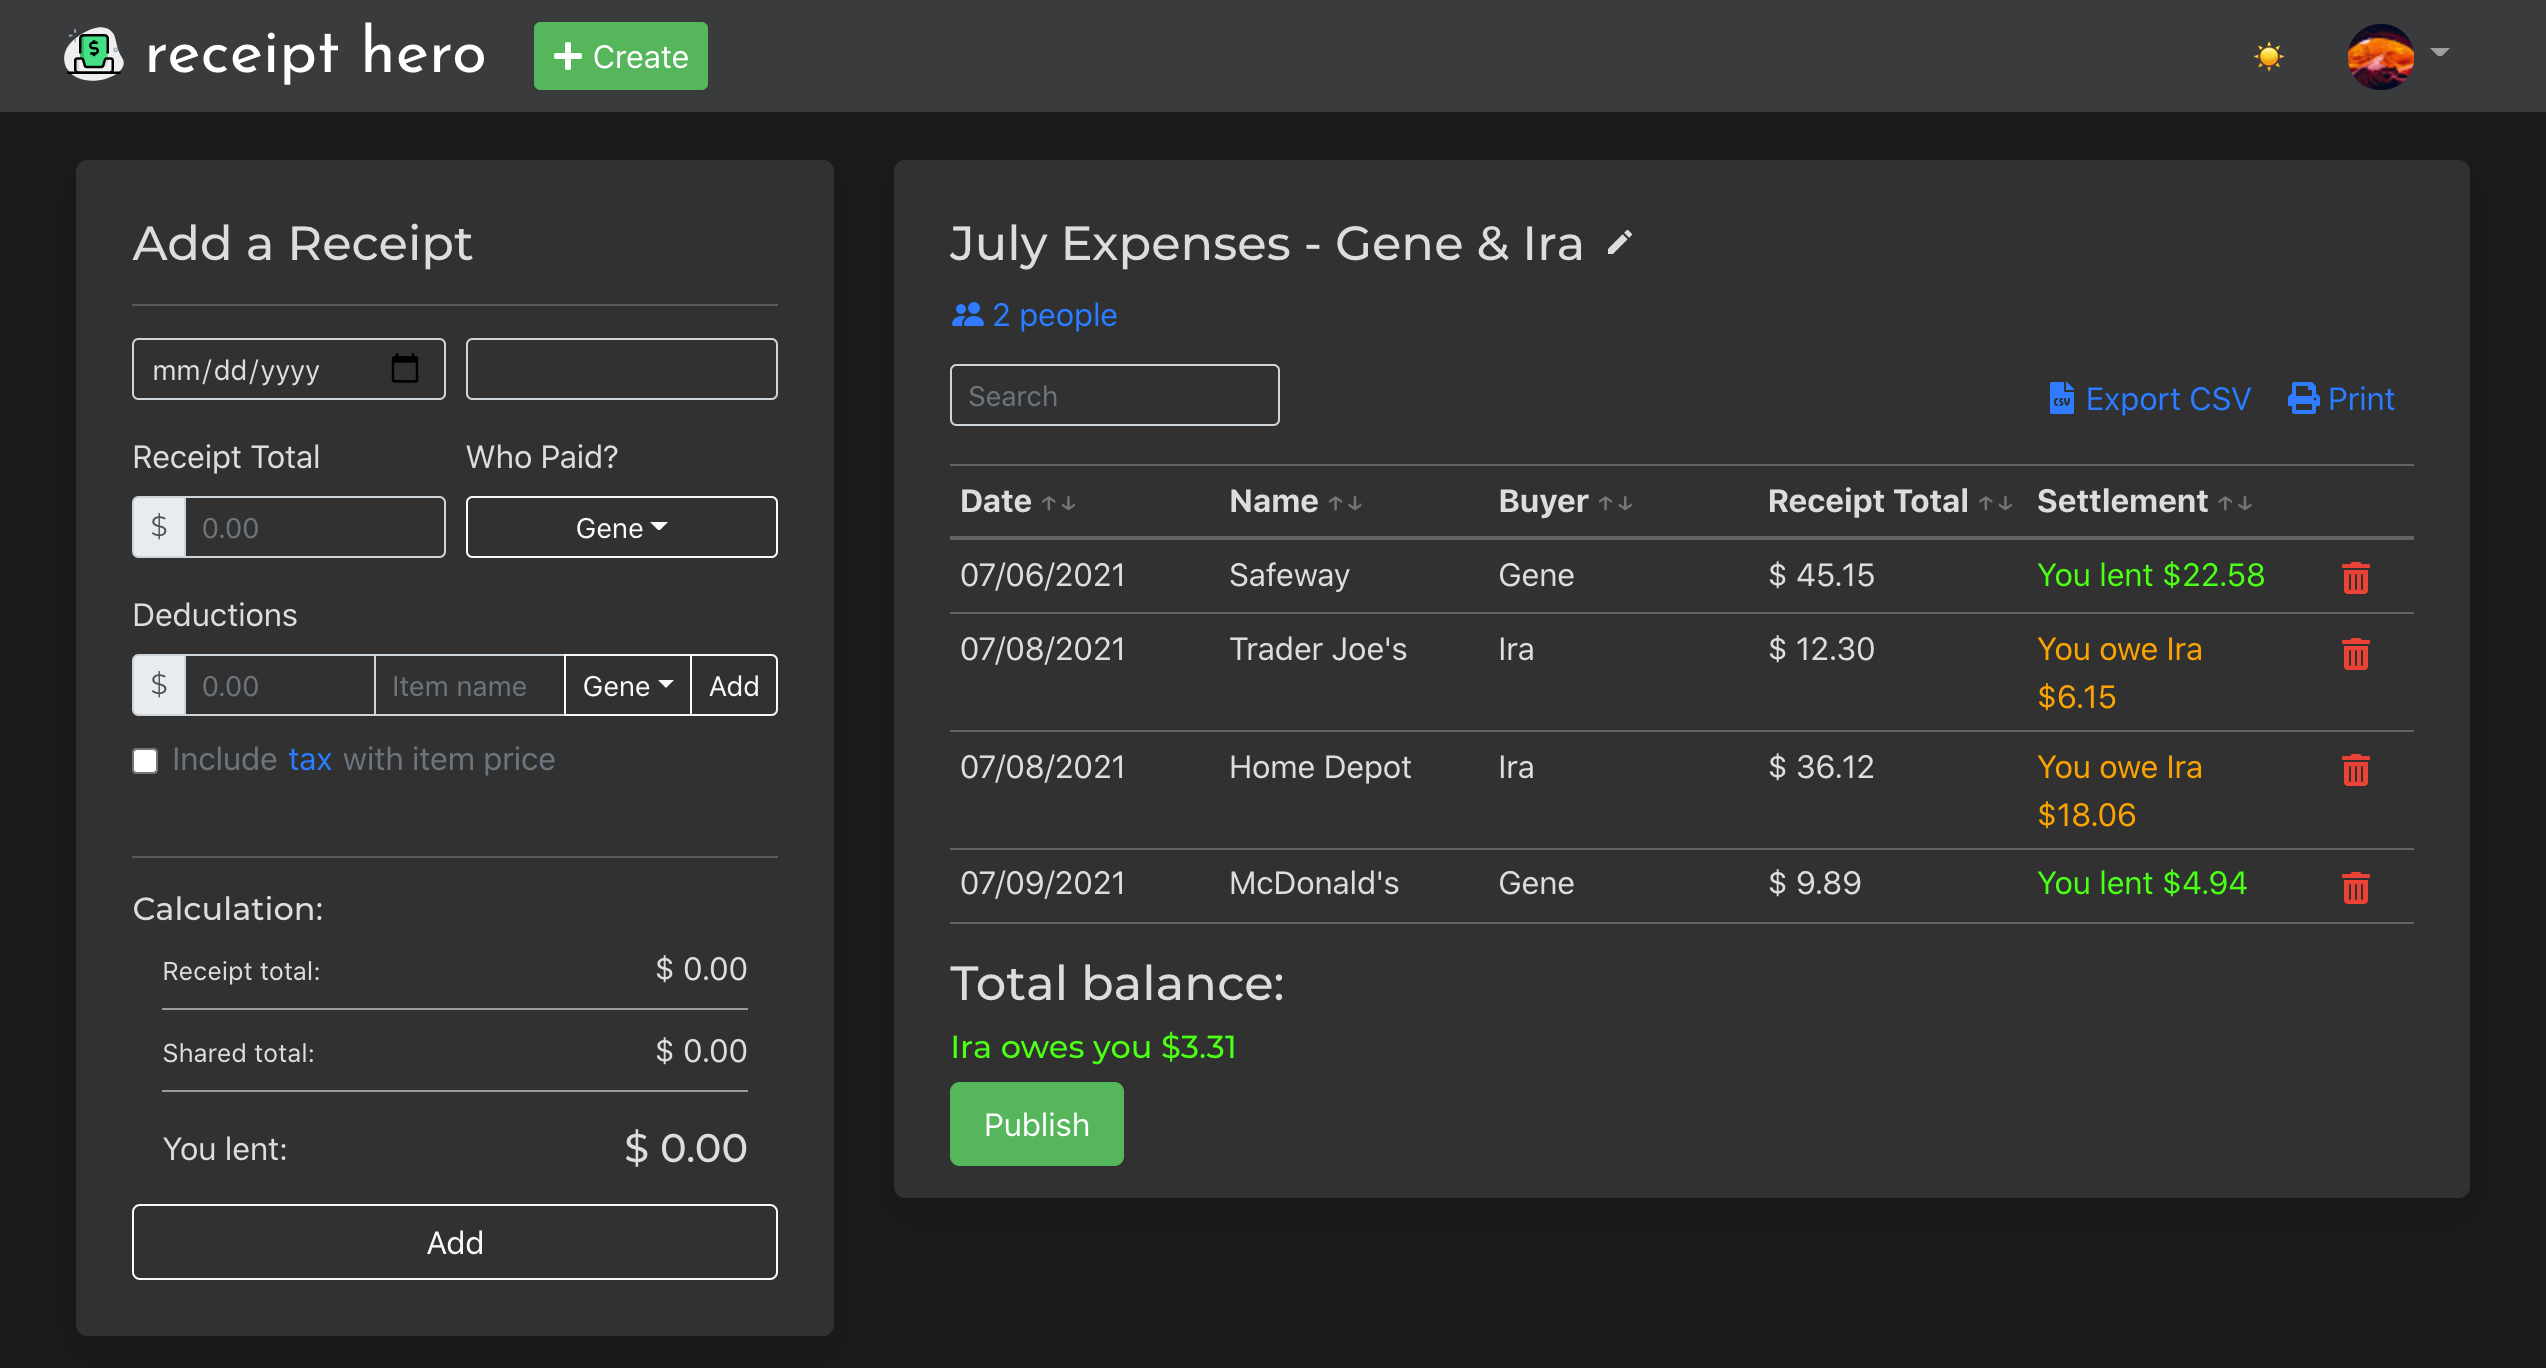 receipt hero
+ Create
Add a Receipt
mm/dd/yyyy
Receipt Total
Who Paid?
$ 0.00
Gene
Deductions
$ 0.00 Item name Gene Add
Include tax with item price
Calculation:
Receipt total: $ 0.00
Shared total: $ 0.00
You lent: $ 0.00
Add
July Expenses - Gene & Ira
2 people
Search
CSV Export CSV
Print
Date ↑↓ Name ↑↓ Buyer ↑↓ Receipt Total ↑↓ Settlement ↑↓
07/06/2021 Safeway Gene $ 45.15 You lent $22.58
07/08/2021 Trader Joe's Ira $ 12.30 You owe Ira
$6.15
07/08/2021 Home Depot Ira $ 36.12 You owe Ira
$18.06
07/09/2021 McDonald's Gene $ 9.89 You lent $4.94
Total balance:
Ira owes you $3.31
Publish